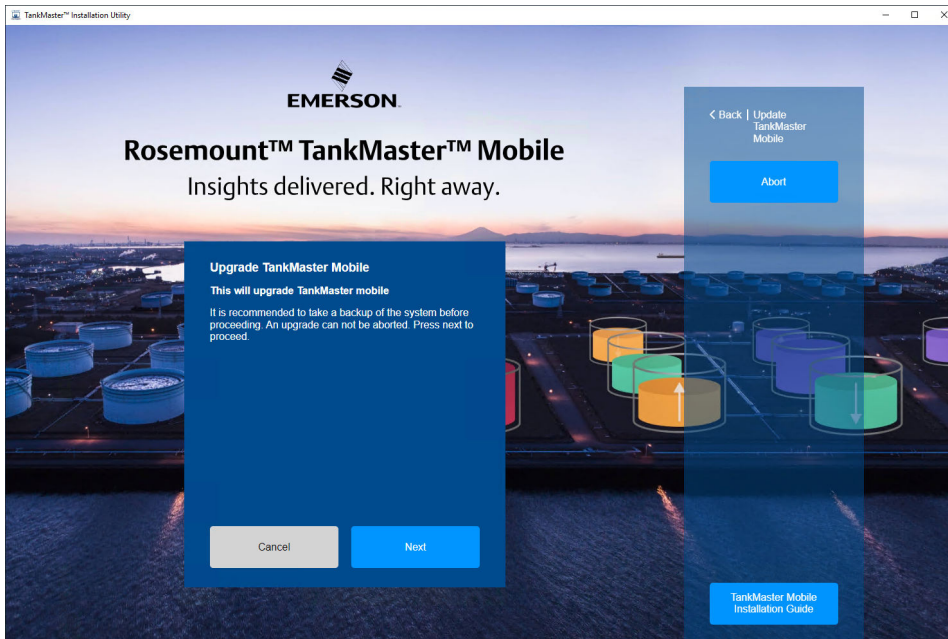 TankMaster™ Installation Utility
EMERSON™
Rosemount™ TankMaster™ Mobile
Insights delivered. Right away.
Back | Update
TankMaster
Mobile
Abort
Upgrade TankMaster Mobile
This will upgrade TankMaster mobile
It is recommended to take a backup of the system before
proceeding. An upgrade can not be aborted. Press next to
proceed.
Cancel
Next
TankMaster Mobile
Installation Guide